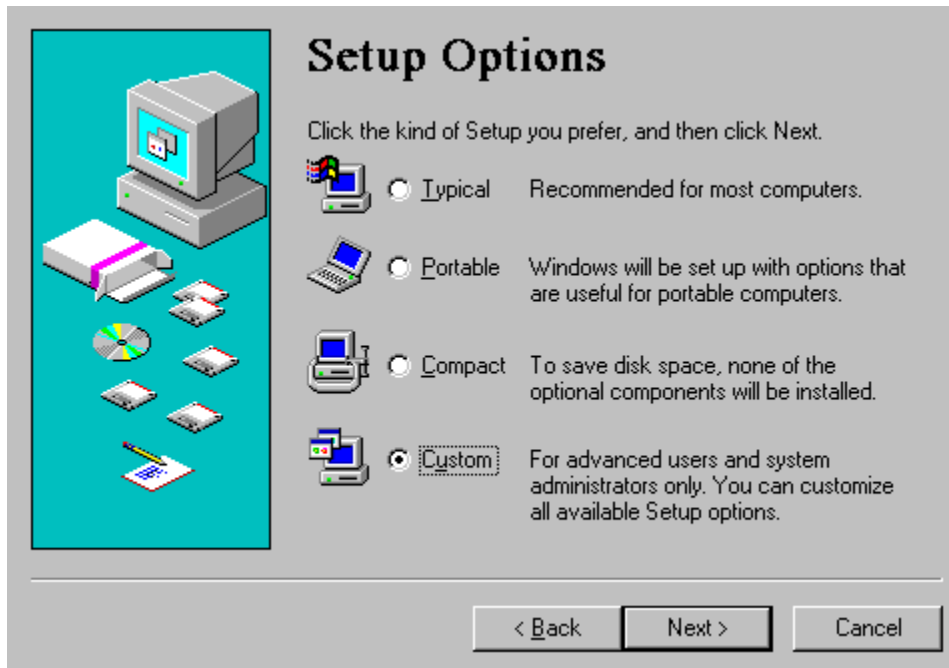 Setup Options
Click the kind of Setup you prefer, and then click Next.
Typical Recommended for most computers.
Portable Windows will be set up with options that
are useful for portable computers.
Compact To save disk space, none of the
optional components will be installed.
Custom For advanced users and system
administrators only. You can customize
all available Setup options.
< Back Next > Cancel